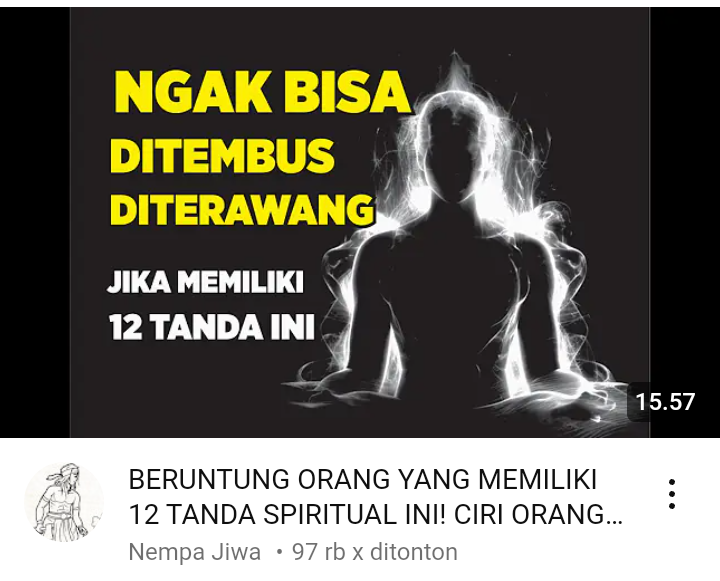 NGAK BISA
DITEMBUS
DITERAWANG
JIKA MEMILIKI
12 TANDA INI
15.57
BERUNTUNG ORANG YANG MEMILIKI
12 TANDA SPIRITUAL INI! CIRI ORANG...
Nempa Jiwa • 97 rb x ditonton